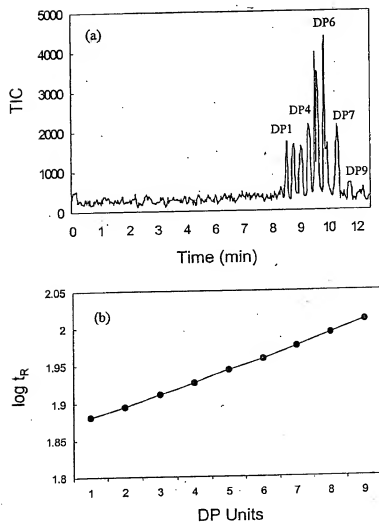 5000
(a)
DP6
4000
TIC
3000
DP4
DP7
2000
DP1
1000
DP9
0
0 1 2 3 4 5 6 7 8 9 10 11 12
Time (min)
2.05
(b)
2
1.95
log tR
1.9
1.85
1.8
1 2 3 4 5 6 7 8 9
DP Units